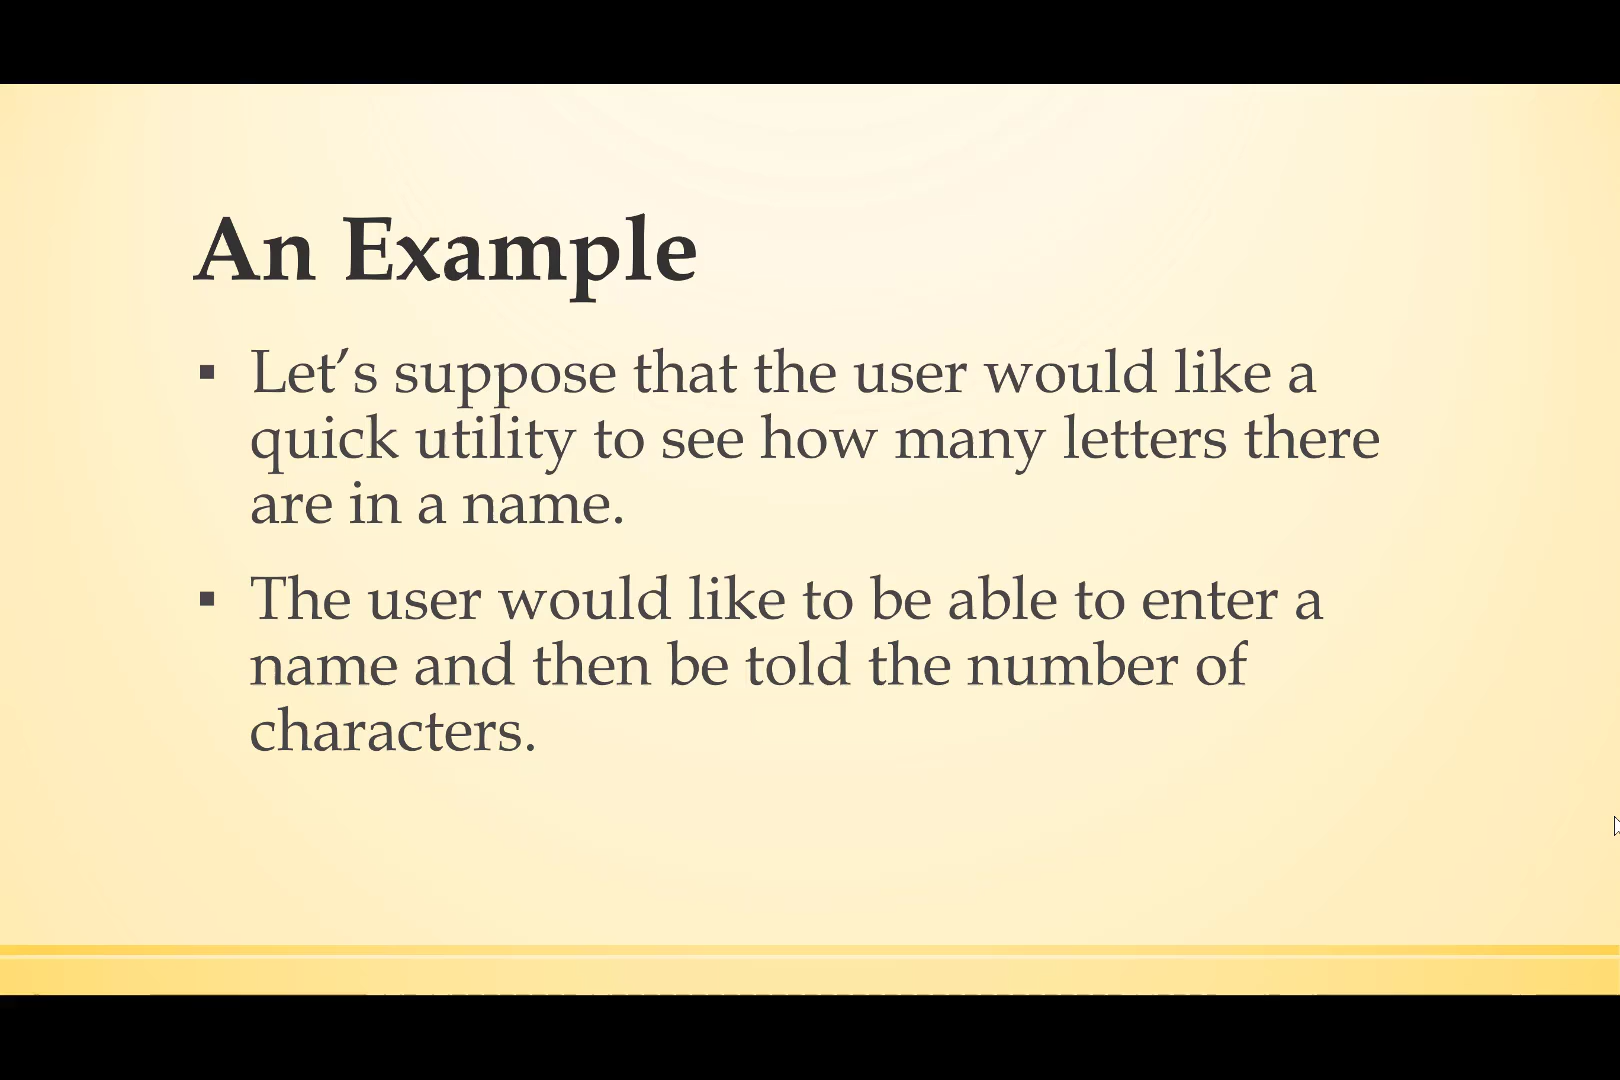 An Example
▪ Let’s suppose that the user would like a
quick utility to see how many letters there
are in a name.
▪ The user would like to be able to enter a
name and then be told the number of
characters.